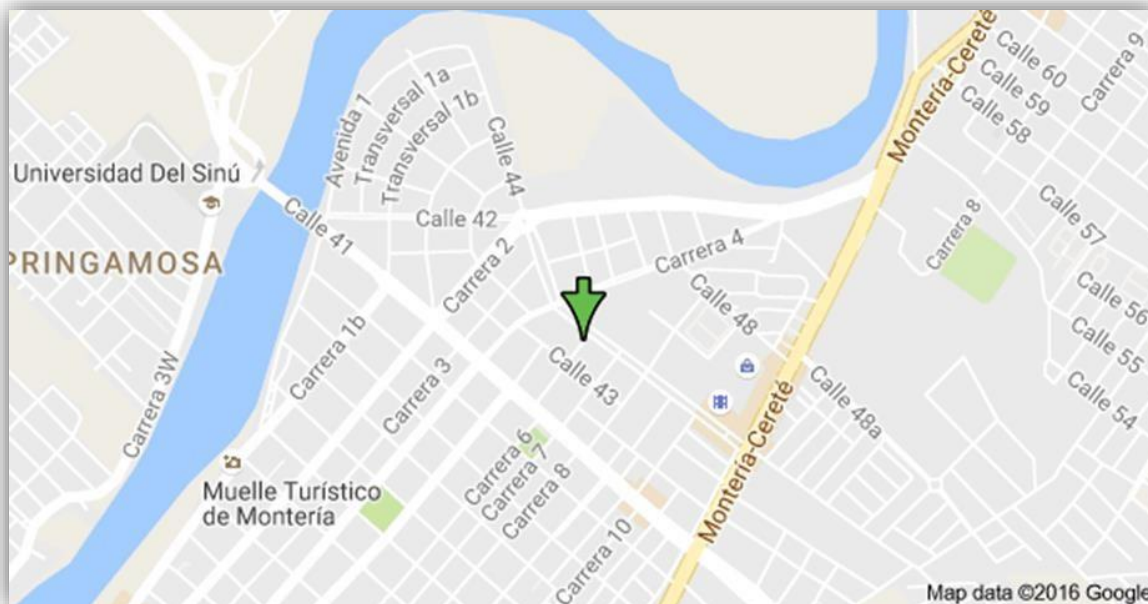 Calle 60
Carrera 9
Calle 59
Calle 58
Montería-Cereté
Avenida 1
Transversal 1a
Transversal 1b
Calle 44
Universidad Del Sinú
Calle 41
Calle 42
Carrera 2
Carrera 4
Carrera 8
Calle 57
PRINGAMOSA
Calle 48
Calle 56
Calle 55
Calle 54
Carrera 1b
Carrera 3
Calle 43
Carrera 3W
Calle 48a
Montería-Cereté
Carrera 6
Carrera 7
Carrera 8
Muelle Turístico
de Montería
Carrera 10
Map data ©2016 Google